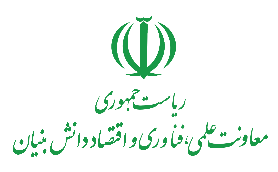 ریاست جمهوری
معاونت علمی، فناوری و اقتصاد دانش بنیان